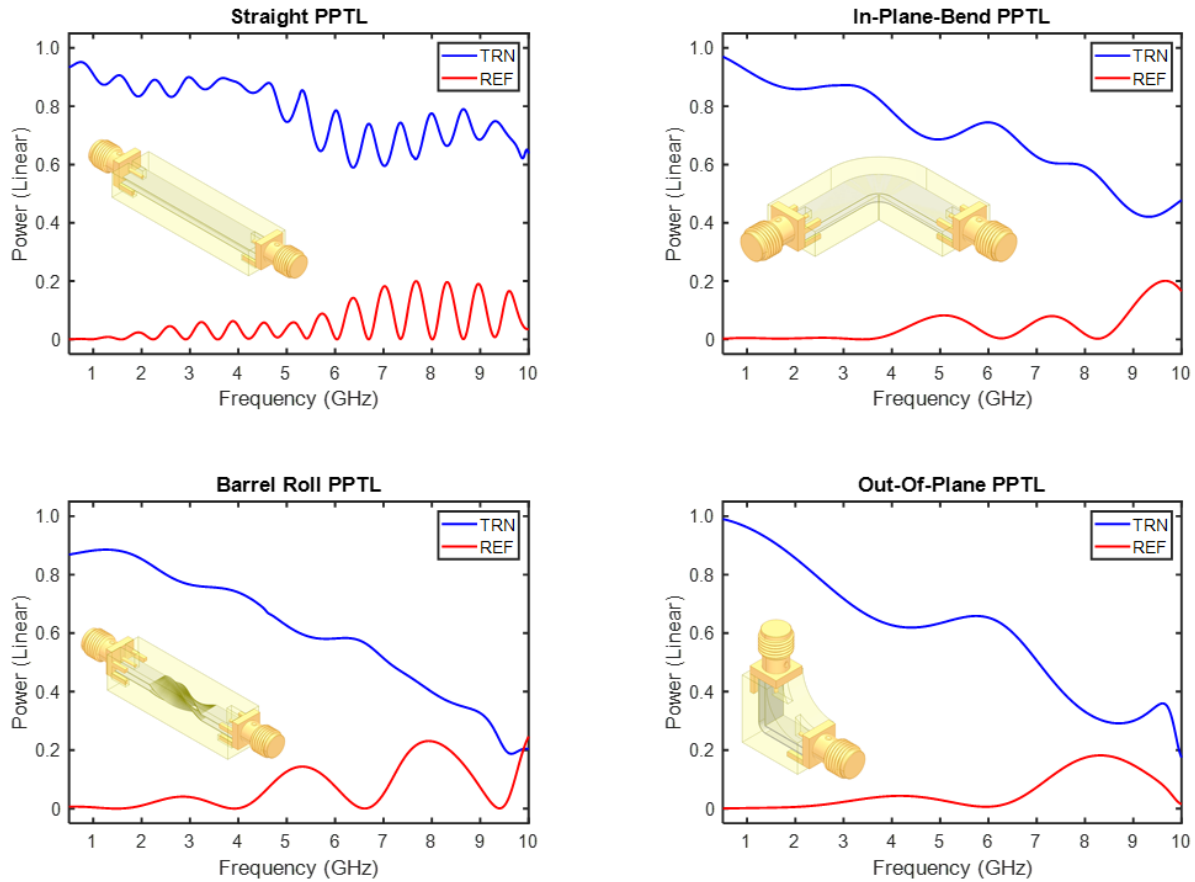 Straight PPTL
1.0
0.8
0.6
0.4
0.2
0
Power (Linear)
TRN
REF
1 2 3 4 5 6 7 8 9 10
Frequency (GHz)
In-Plane-Bend PPTL
1.0
0.8
0.6
0.4
0.2
0
Power (Linear)
TRN
REF
1 2 3 4 5 6 7 8 9 10
Frequency (GHz)
Barrel Roll PPTL
1.0
0.8
0.6
0.4
0.2
0
Power (Linear)
TRN
REF
1 2 3 4 5 6 7 8 9 10
Frequency (GHz)
Out-Of-Plane PPTL
1.0
0.8
0.6
0.4
0.2
0
Power (Linear)
TRN
REF
1 2 3 4 5 6 7 8 9 10
Frequency (GHz)